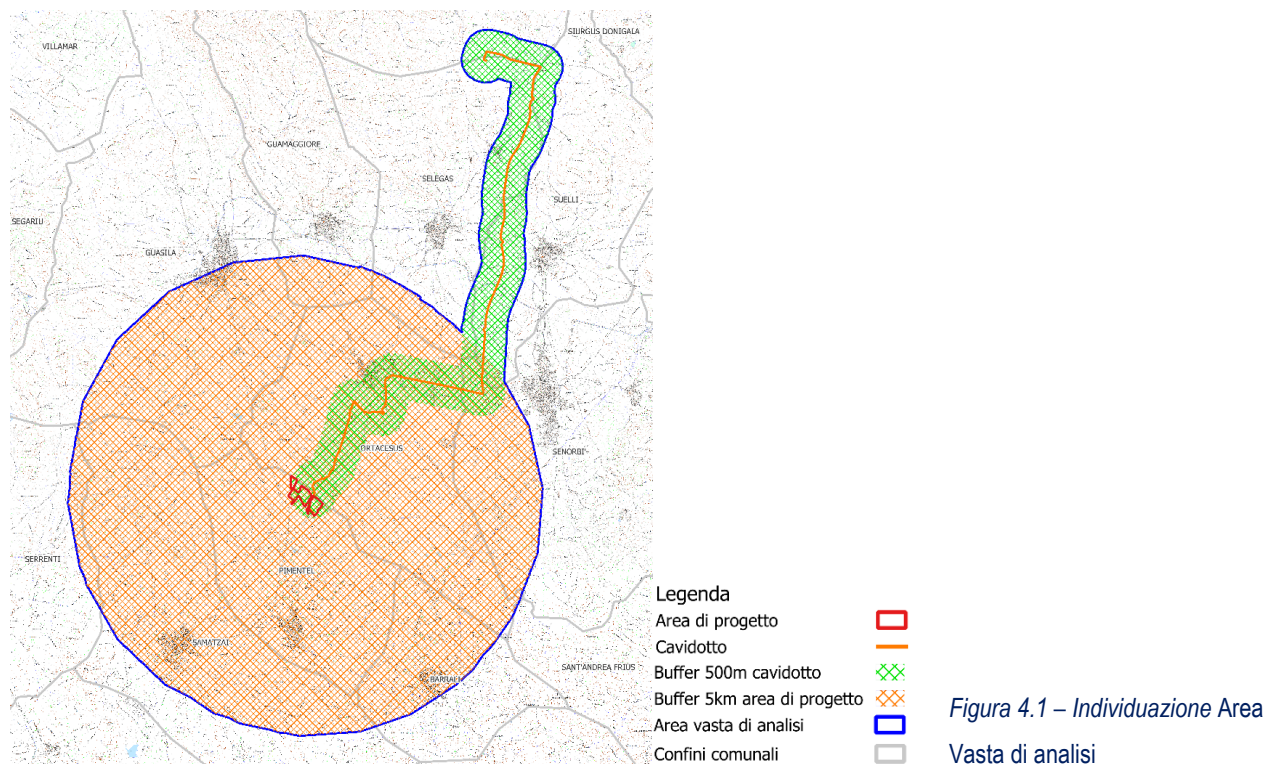 SIURGUS DONIGALA
VILLAMAR
GUAMAGGIORE
SELEGAS
SUELLI
SEGARIU
GUASILA
ORTACESUS
SENORBI'
SERRENTI
PIMENTEL
SAMATZAI
SANT'ANDREA FRIUS
BARRALI
Legenda
Area di progetto
Cavidotto
Buffer 500m cavidotto
Buffer 5km area di progetto
Area vasta di analisi
Confini comunali
Figura 4.1 – Individuazione Area
Vasta di analisi